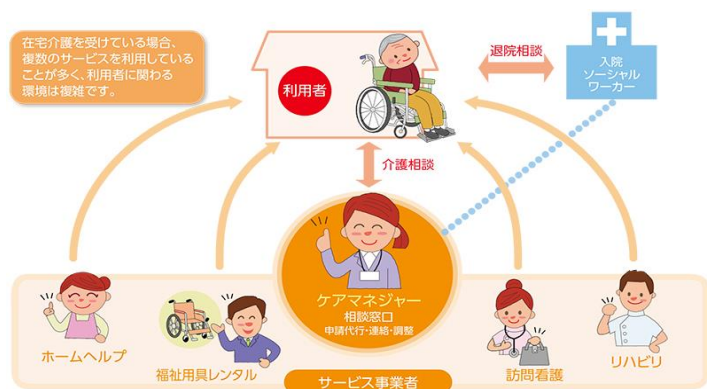 在宅介護を受けている場合、
複数のサービスを利用している
ことが多く、利用者に関わる
環境は複雑です。
利用者
退院相談
入院
ソーシャル
ワーカー
介護相談
ケアマネジャー
相談窓口
申請代行・連絡・調整
ホームヘルプ
福祉用具レンタル
訪問看護
リハビリ
サービス事業者